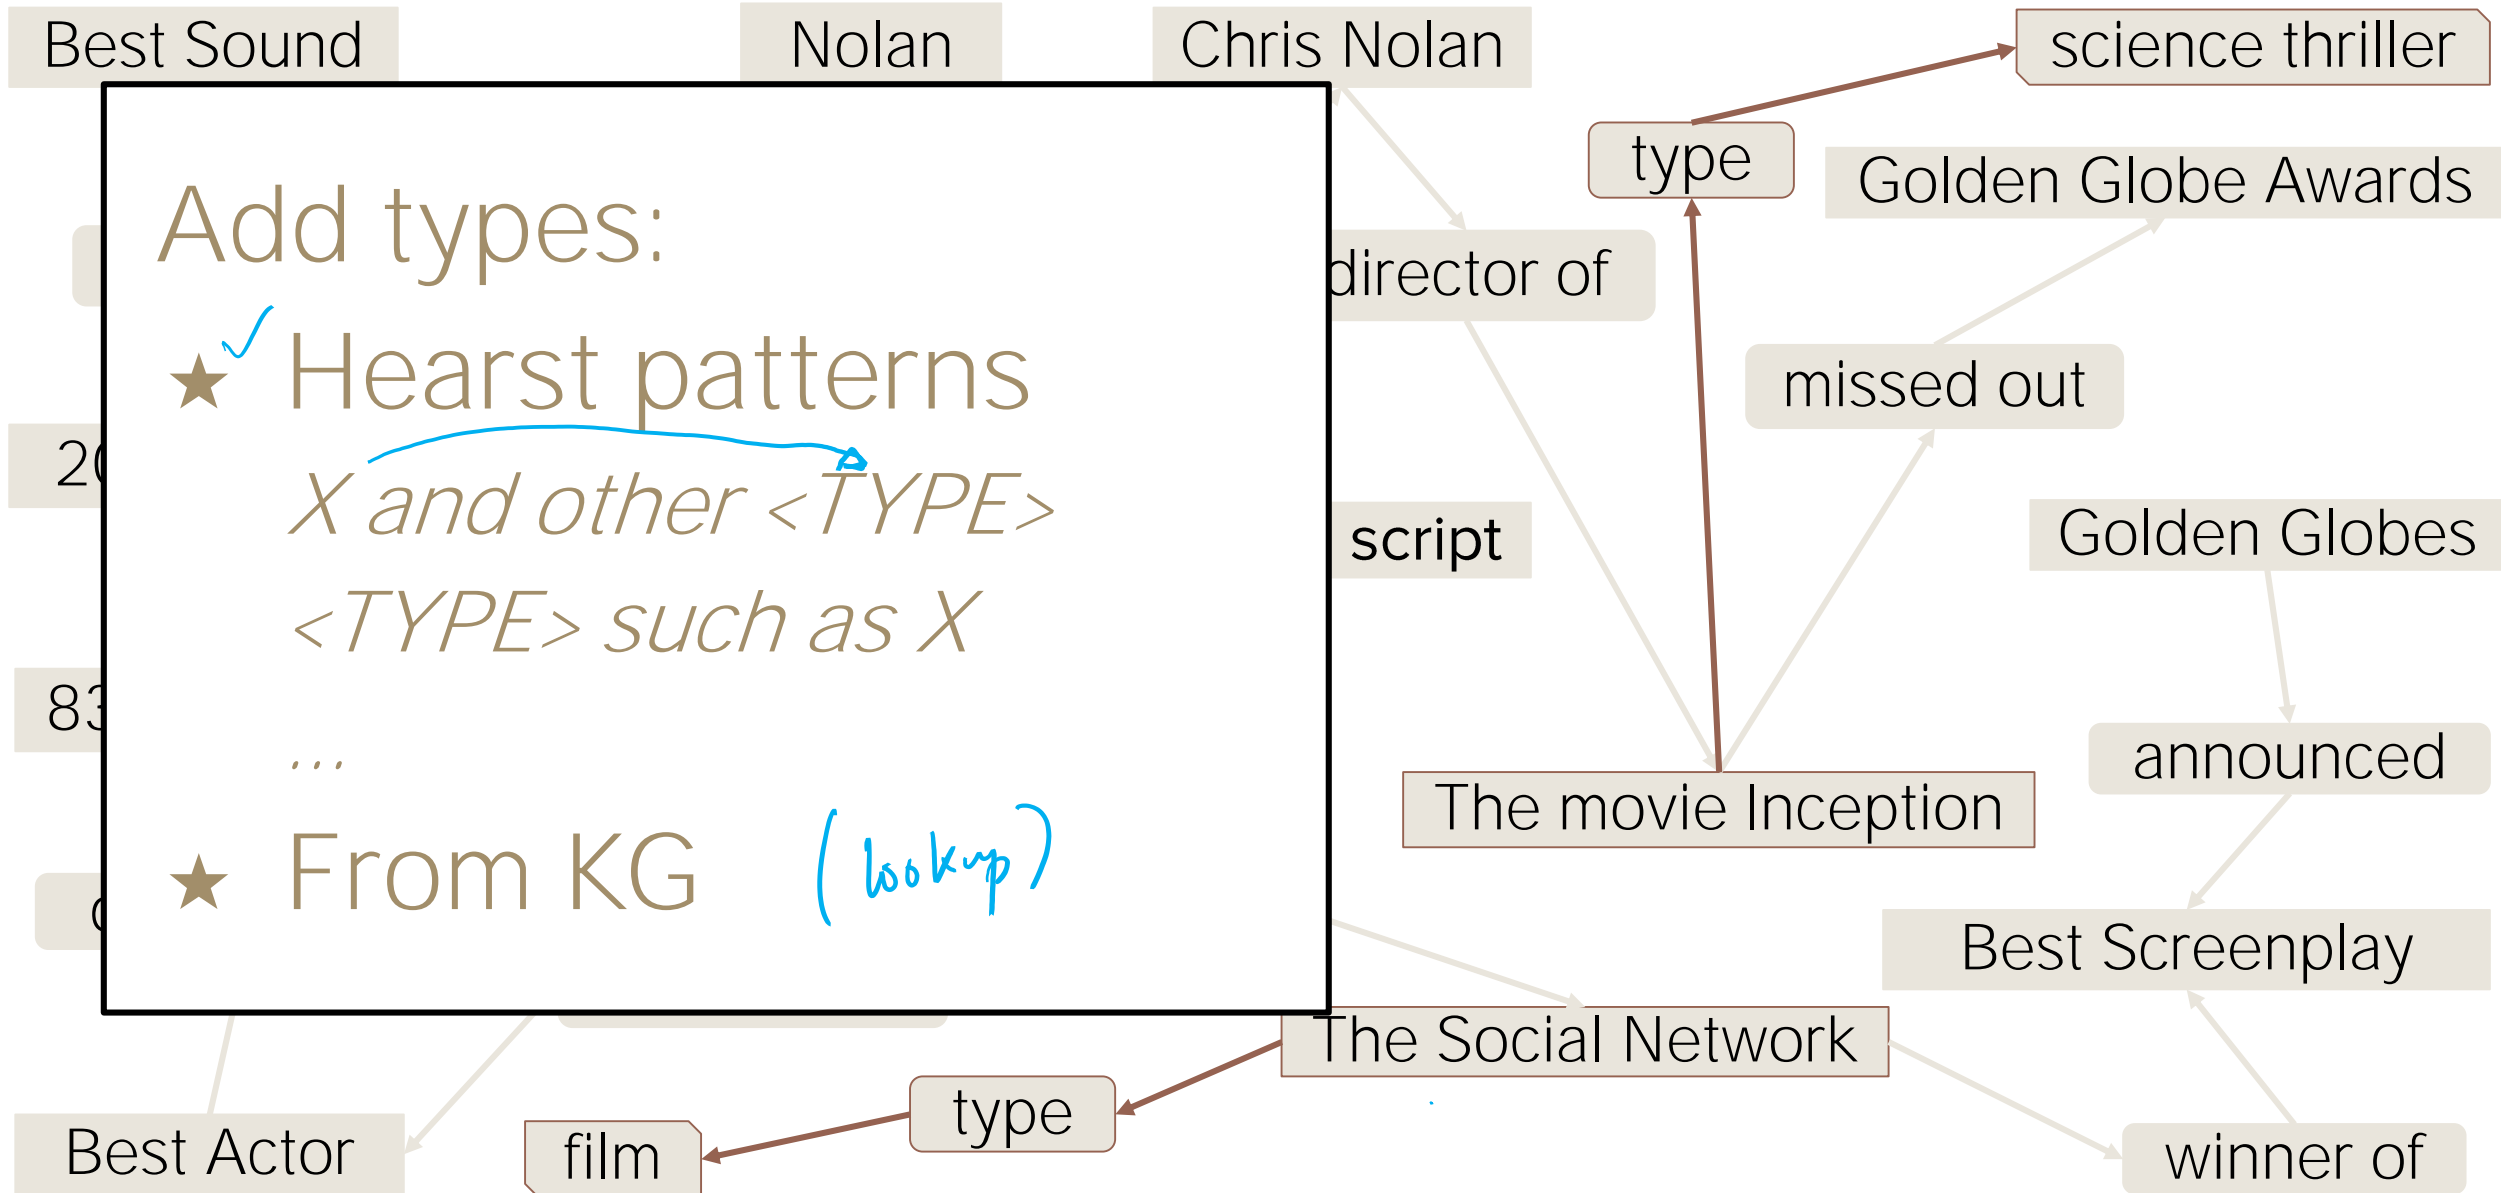 Best Sound
Nolan
Chris Nolan
science thriller
type
Golden Globe Awards
Add types:
director of
Hearst patterns
missed out
X and other <TYPE>
script
Golden Globes
<TYPE> such as X
...
announced
The movie Inception
From KG
(lookup)
Best Screenplay
The Social Network
type
film
Best Actor
winner of